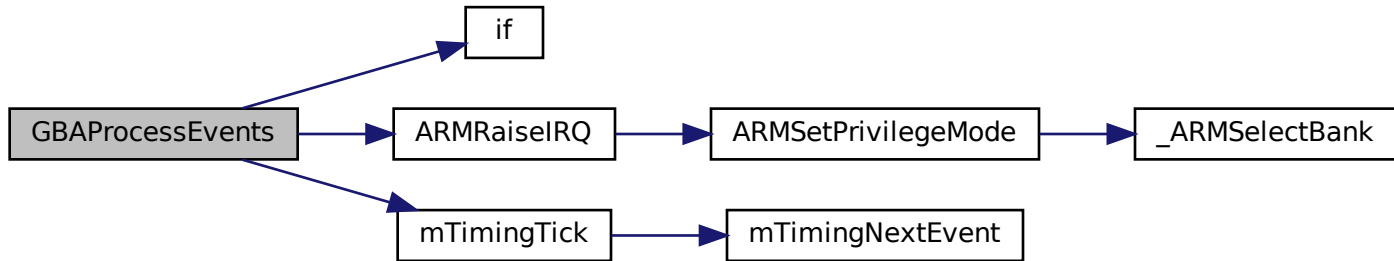 if
GBAProcessEvents
ARMRaiseIRQ
ARMSetPrivilegeMode
_ARMSelectBank
mTimingTick
mTimingNextEvent